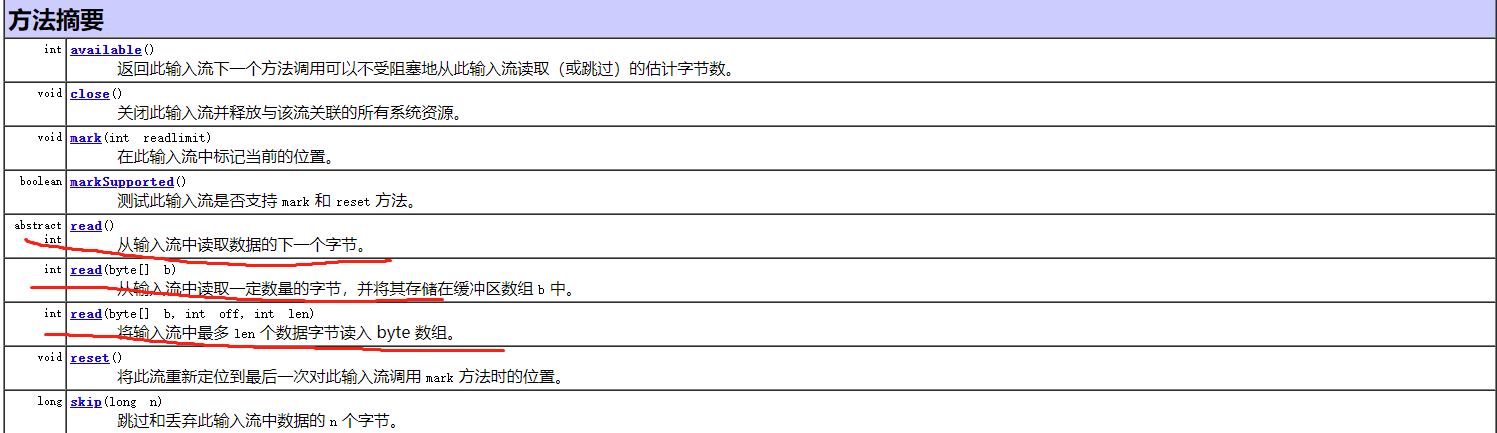 方法摘要
int available()
返回此输入流下一个方法调用可以不受阻塞地从此输入流读取（或跳过）的估计字节数。
void close()
关闭此输入流并释放与该流关联的所有系统资源。
void mark(int readlimit)
在此输入流中标记当前的位置。
boolean markSupported()
测试此输入流是否支持 mark 和 reset 方法。
abstract read()
int 从输入流中读取数据的下一个字节。
int read(byte[] b)
从输入流中读取一定数量的字节，并将其存储在缓冲区数组 b 中。
int read(byte[] b, int off, int len)
将输入流中最多 len 个数据字节读入 byte 数组。
void reset()
将此流重新定位到最后一次对此输入流调用 mark 方法时的位置。
long skip(long n)
跳过和丢弃此输入流中数据的 n 个字节。